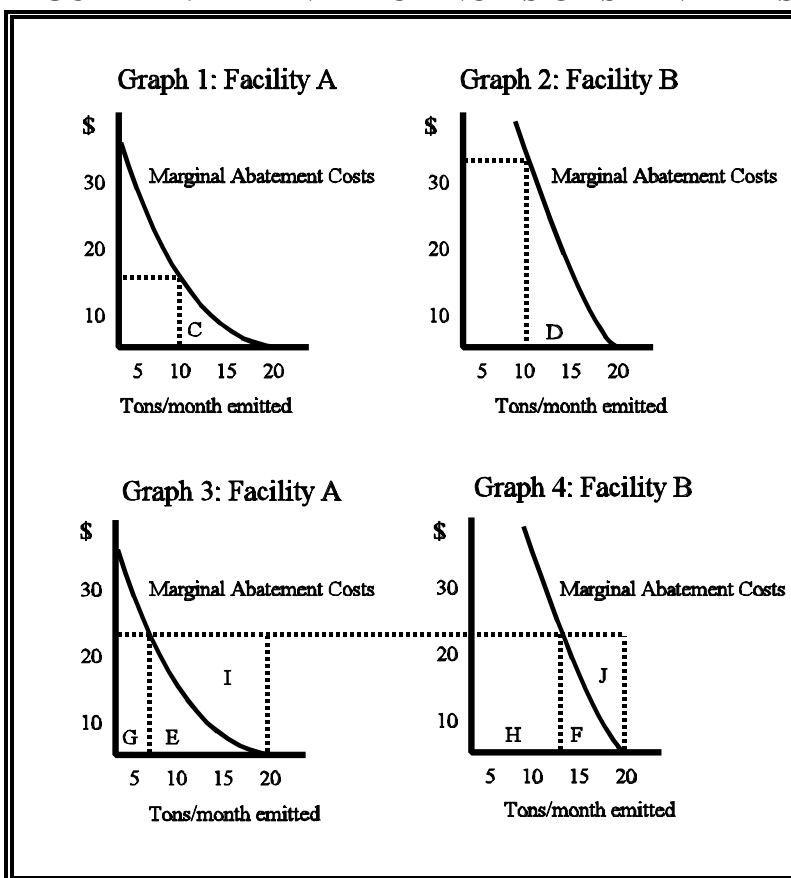 Graph 1: Facility A
$
Marginal Abatement Costs
30
20
10
C
5 10 15 20
Tons/month emitted
Graph 2: Facility B
$
Marginal Abatement Costs
30
20
10
D
5 10 15 20
Tons/month emitted
Graph 3: Facility A
$
Marginal Abatement Costs
30
20
I
10
G E
5 10 15 20
Tons/month emitted
Graph 4: Facility B
$
Marginal Abatement Costs
30
20
J
10
H F
5 10 15 20
Tons/month emitted